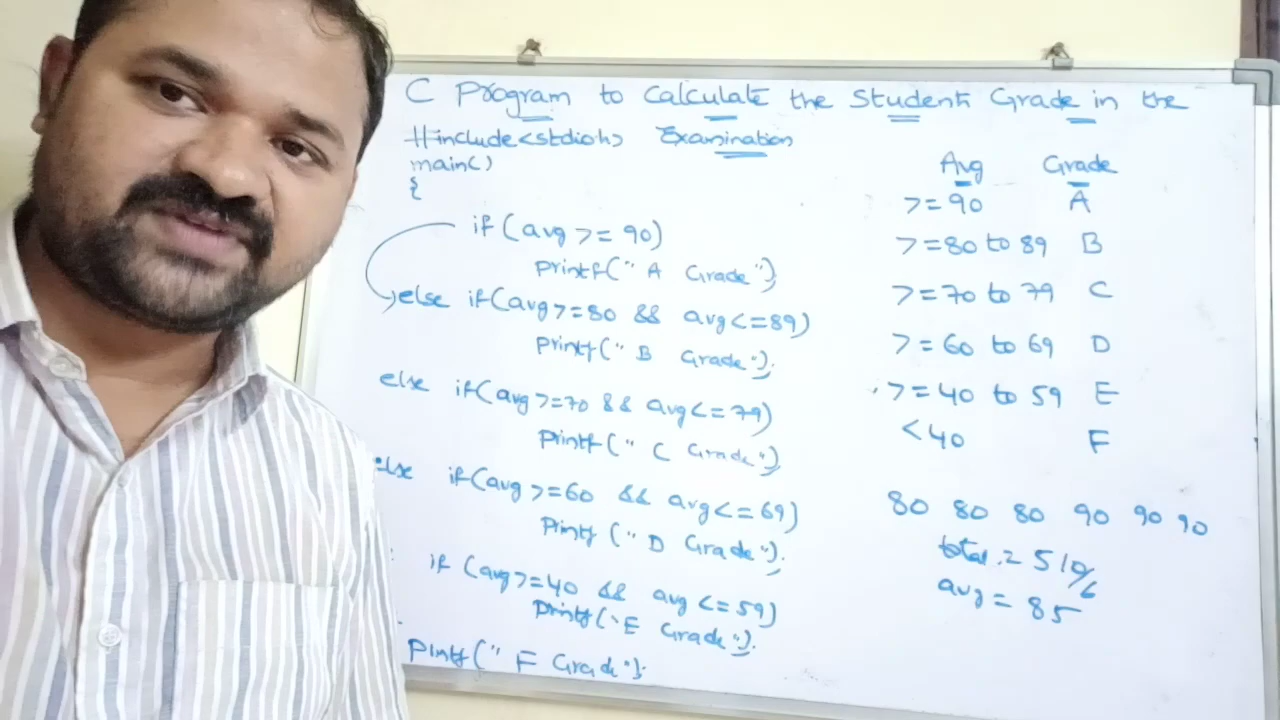 C Program to Calculate the Students Grade in the
#include<stdio.h> Examination
main()
{
if(avg >= 90)
printf(" A Grade");
else if(avg>=80 && avg<=89)
printf(" B Grade");
else if(avg>=70 && avg<=79)
printf(" C Grade");
else if(avg>=60 && avg<=69)
printf(" D Grade");
if (avg>=40 && avg<=59)
printf("E Grade");
pintf(" F Grade");
Avg Grade
>=90 A
>=80 to 89 B
>=70 to 79 C
>=60 to 69 D
>=40 to 59 E
<40 F
80 80 80 90 90 90
total = 510/6
avg = 85